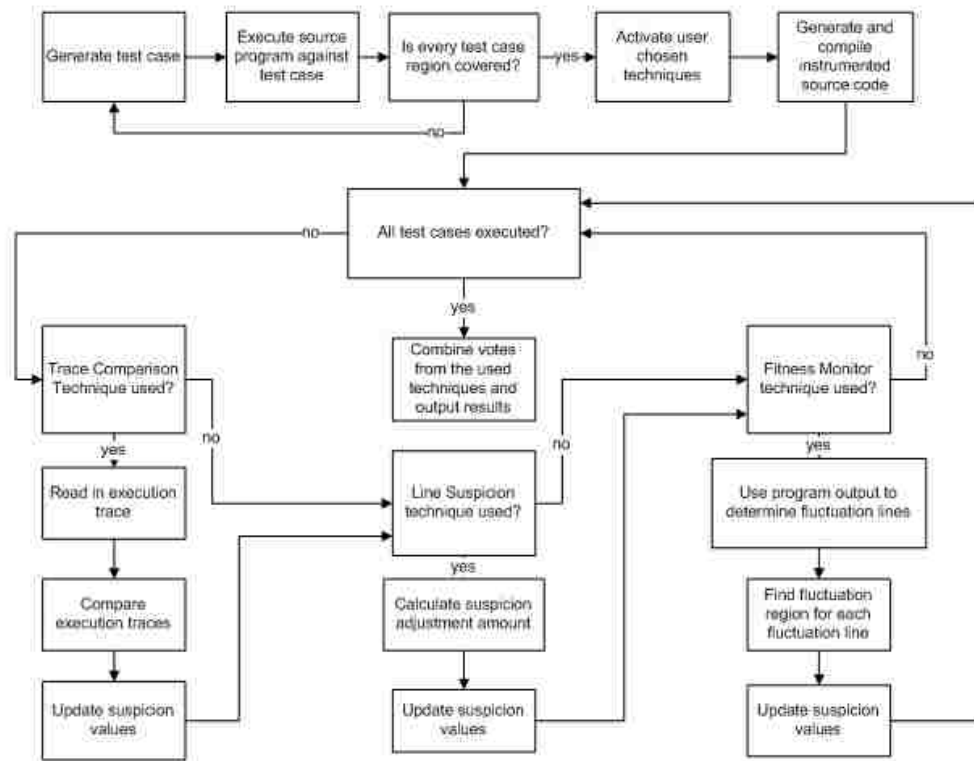 Generate test case
Execute source
program against
test case
Is every test case
region covered?
yes
Activate user
chosen
techniques
Generate and
compile
instrumented
source code
no
All test cases executed?
no
yes
Trace Comparison
Technique used?
Combine votes
from the used
techniques and
output results
Fitness Monitor
technique used?
no
yes
no
no
yes
Read in execution
trace
Line Suspicion
technique used?
Use program output to
determine fluctuation lines
yes
Compare
execution traces
Calculate suspicion
adjustment amount
Find fluctuation
region for each
fluctuation line
Update suspicion
values
Update suspicion
values
Update suspicion
values